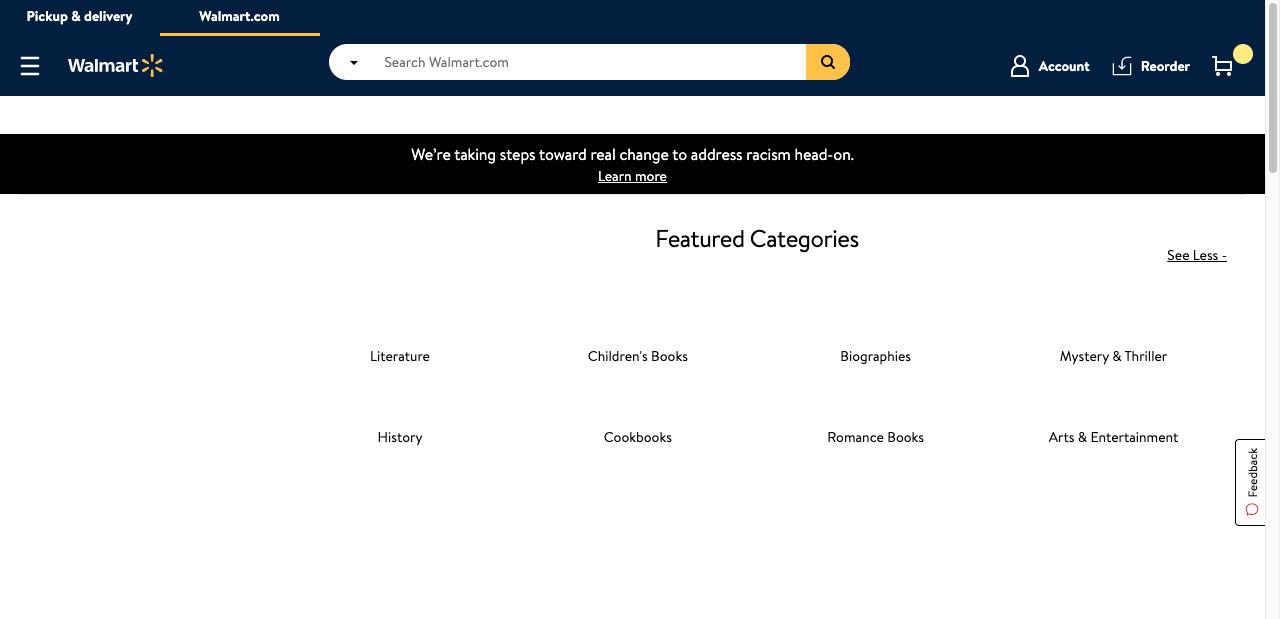 Pickup & delivery
Walmart.com
Walmart
Search Walmart.com
Account
Reorder
We're taking steps toward real change to address racism head-on.
Learn more
Featured Categories
See Less -
Literature
Children's Books
Biographies
Mystery & Thriller
History
Cookbooks
Romance Books
Arts & Entertainment
Feedback